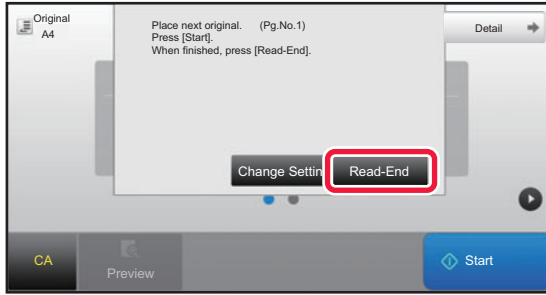 Original
A4
Place next original. (Pg.No.1)
Press [Start].
When finished, press [Read-End].
Detail
Change Settin
Read-End
CA
Preview
Start